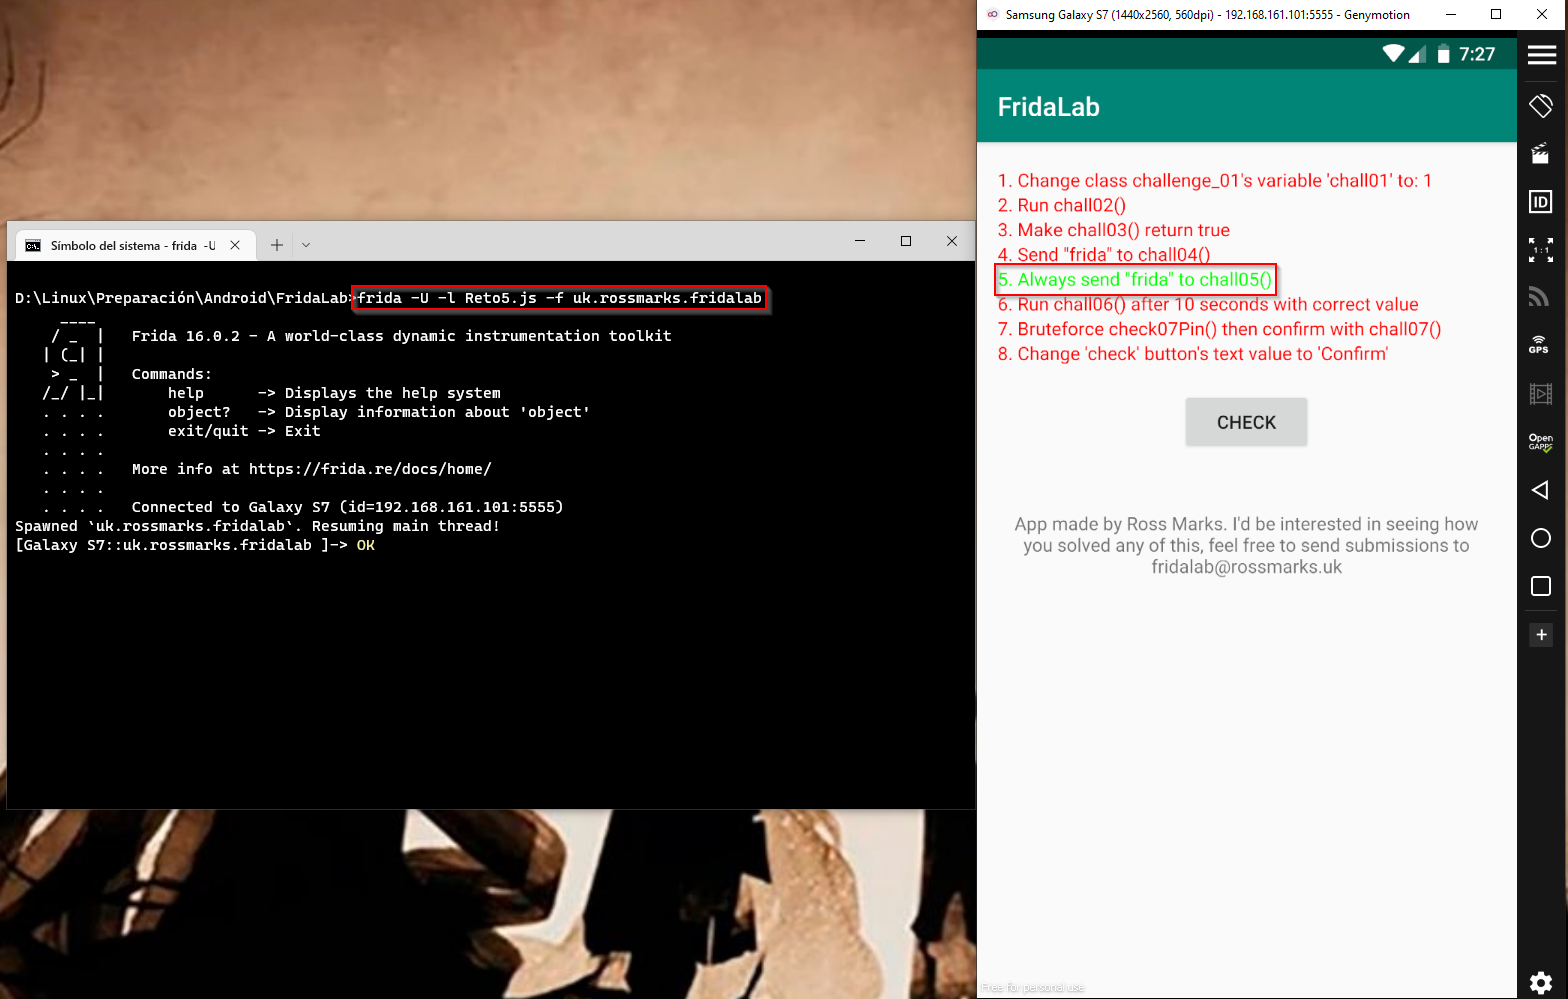 Samsung Galaxy S7 (1440x2560, 560dpi) - 192.168.161.101:5555 - Genymotion
7:27
FridaLab
1. Change class challenge_01's variable 'chall01' to: 1
2. Run chall02()
3. Make chall03() return true
4. Send "frida" to chall04()
5. Always send "frida" to chall05()
6. Run chall06() after 10 seconds with correct value
7. Bruteforce check07Pin() then confirm with chall07()
8. Change 'check' button's text value to 'Confirm'
CHECK
App made by Ross Marks. I'd be interested in seeing how
you solved any of this, feel free to send submissions to
fridalab@rossmarks.uk
Free for personal use
ID
1 : 1
GPS
Open
GAPPS
Símbolo del sistema - frida -U
D:\Linux\Preparación\Android\FridaLab>frida -U -l Reto5.js -f uk.rossmarks.fridalab
     ____
    / _  |   Frida 16.0.2 - A world-class dynamic instrumentation toolkit
   | (_| |
    > _  |   Commands:
   /_/ |_|       help      -> Displays the help system
   . . . .       object?   -> Display information about 'object'
   . . . .       exit/quit -> Exit
   . . . .
   . . . .   More info at https://frida.re/docs/home/
   . . . .
   . . . .   Connected to Galaxy S7 (id=192.168.161.101:5555)
Spawned `uk.rossmarks.fridalab`. Resuming main thread!
[Galaxy S7::uk.rossmarks.fridalab ]-> OK